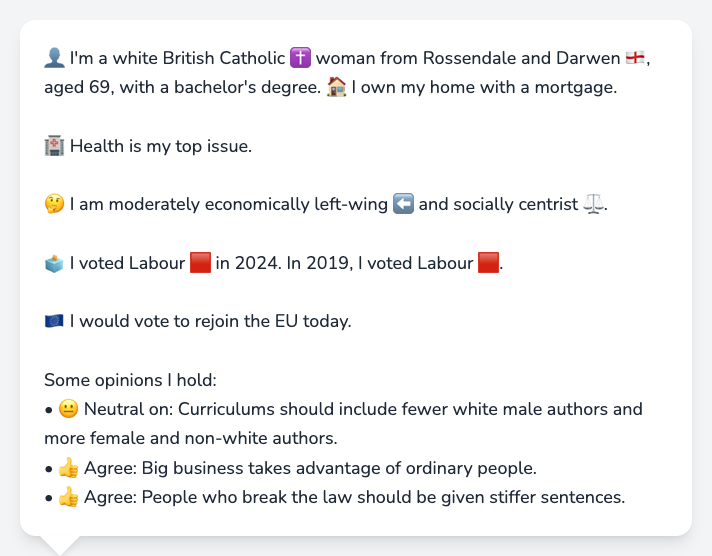 👤 I'm a white British Catholic ✝️ woman from Rossendale and Darwen 🏴󠁧󠁢󠁥󠁮󠁧󠁿,
aged 69, with a bachelor's degree. 🏠 I own my home with a mortgage.
🏥 Health is my top issue.
🤔 I am moderately economically left-wing ⬅️ and socially centrist ⚖️.
🗳️ I voted Labour 🟥 in 2024. In 2019, I voted Labour 🟥.
🇪🇺 I would vote to rejoin the EU today.
Some opinions I hold:
• 😐 Neutral on: Curriculums should include fewer white male authors and
more female and non-white authors.
• 👍 Agree: Big business takes advantage of ordinary people.
• 👍 Agree: People who break the law should be given stiffer sentences.